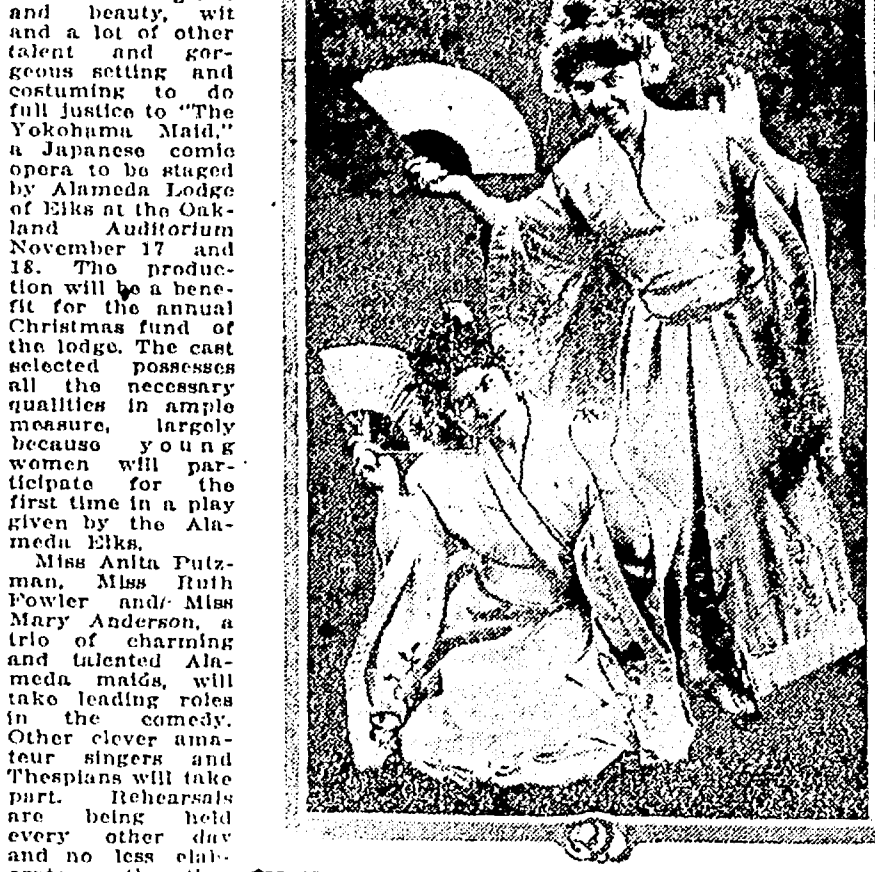 and beauty, wit
and a lot of other
talent and gor-
geous setting and
costuming to do
full justice to "The
Yokohama Maid,"
a Japanese comic
opera to be staged
by Alameda Lodge
of Elks at the Oak-
land Auditorium
November 17 and
18. The produc-
tion will be a bene-
fit for the annual
Christmas fund of
the lodge. The cast
selected possesses
all the necessary
qualities in ample
measure, largely
because young
women will par-
ticipate for the
first time in a play
given by the Ala-
meda Elks.
Miss Anita Putz-
man, Miss Ruth
Fowler and Miss
Mary Anderson, a
trio of charming
and talented Ala-
meda maids, will
take leading roles
in the comedy.
Other clever ama-
teur singers and
Thespians will take
part. Rehearsals
are being held
every other day
and no less elab-